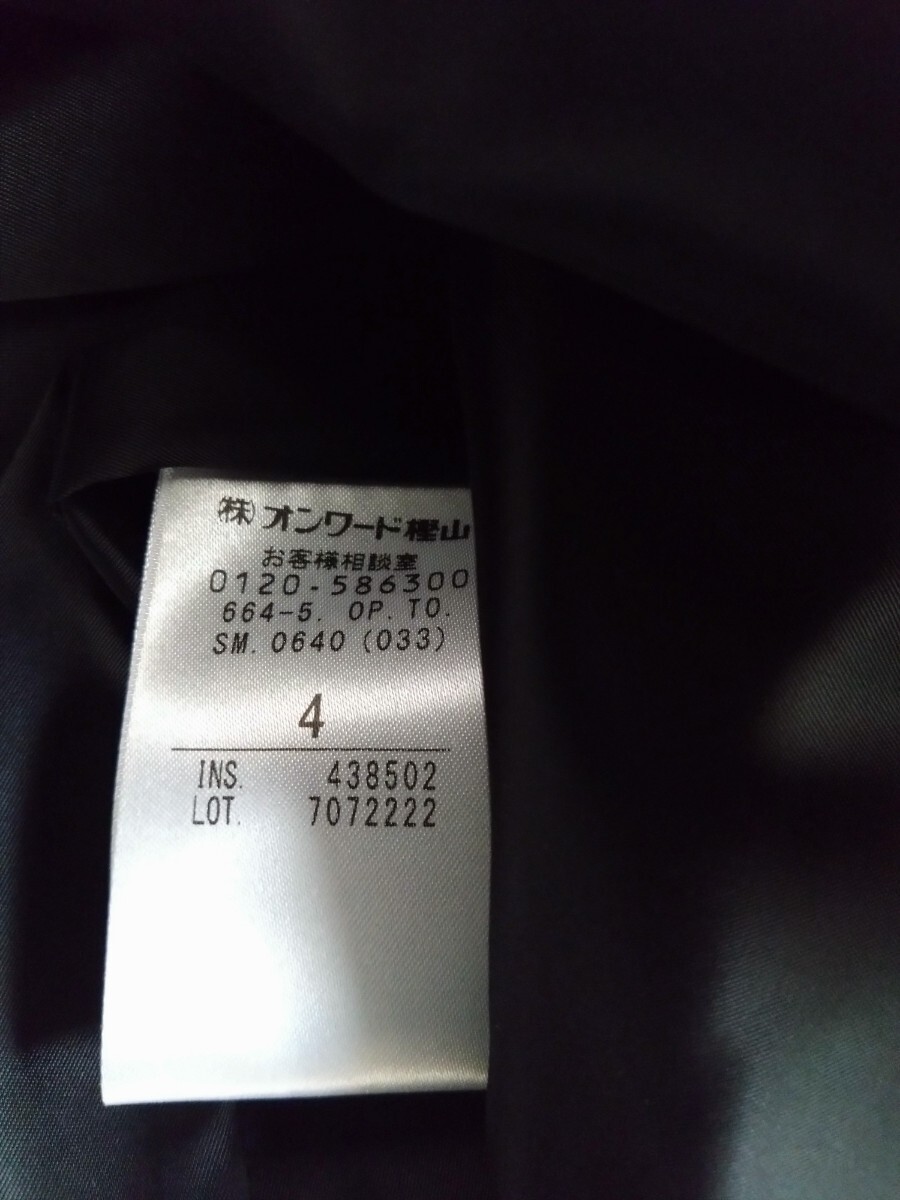 ㈱オンワード樫山
お客様相談室
0120-586300
664-5. OP. TO.
SM. 0640 (033)
4
INS. 438502
LOT. 7072222